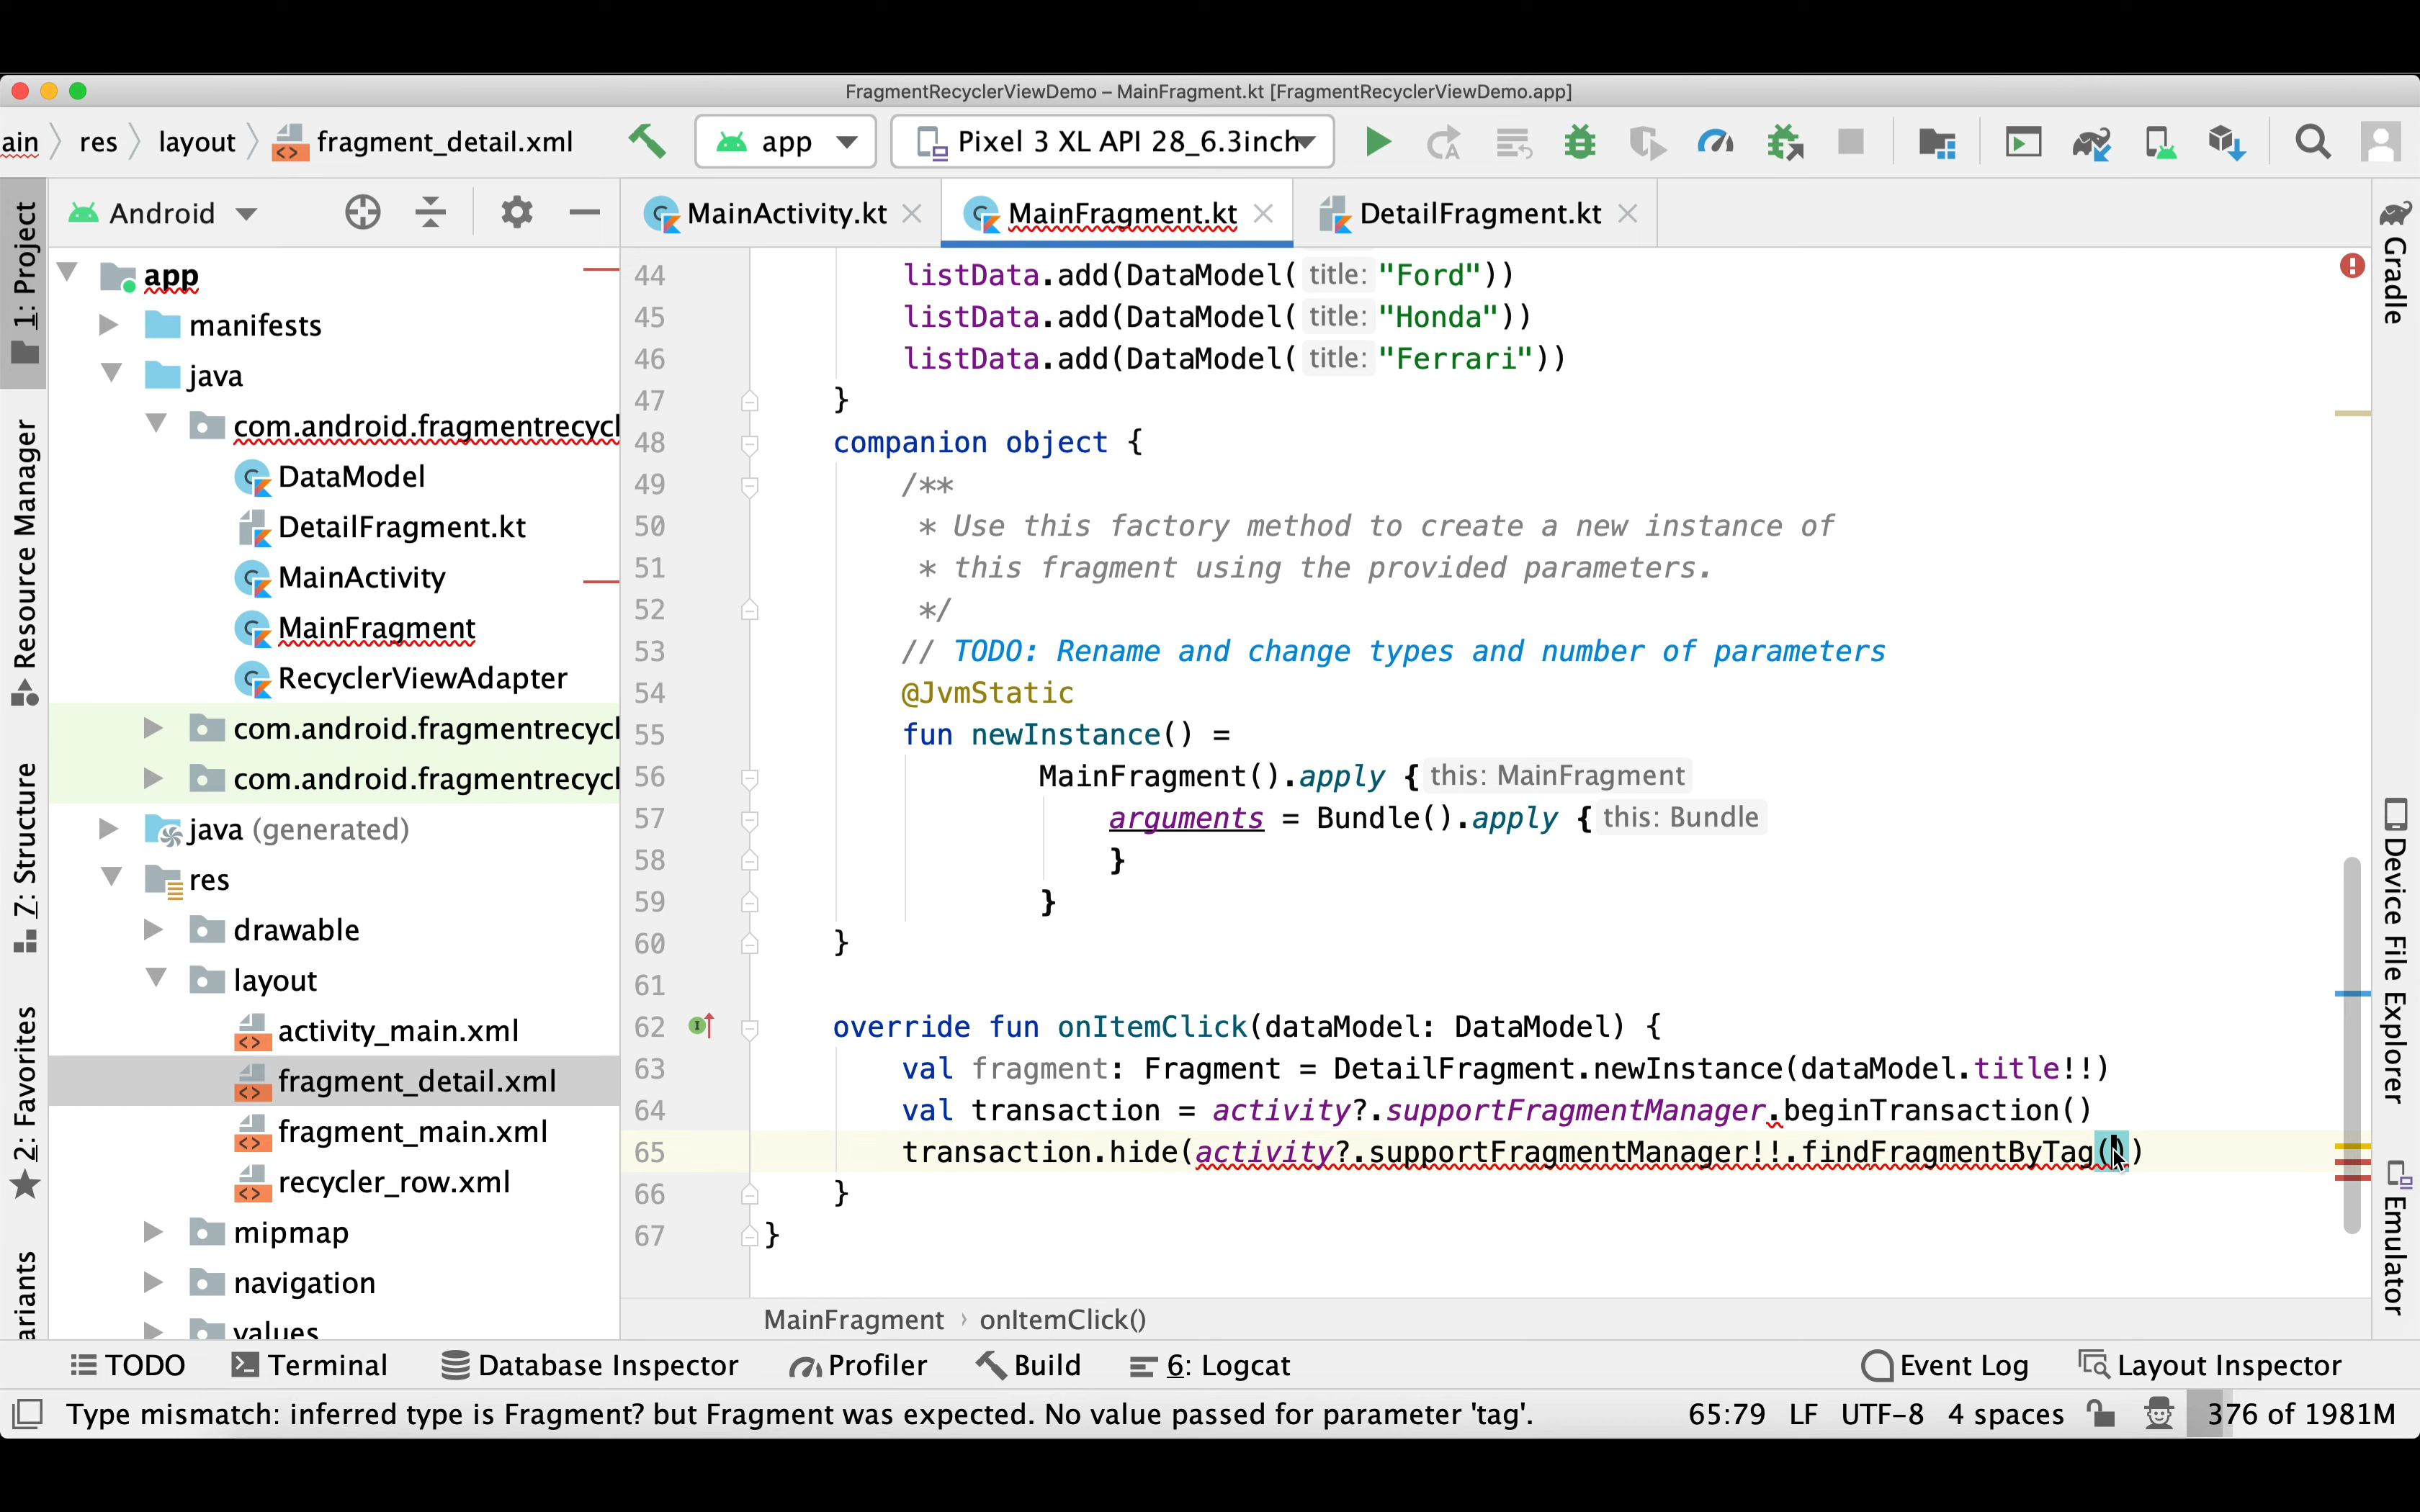 FragmentRecyclerViewDemo – MainFragment.kt [FragmentRecyclerViewDemo.app]
ain res layout fragment_detail.xml app Pixel 3 XL API 28_6.3inch
Android MainActivity.kt MainFragment.kt DetailFragment.kt
1: Project
Resource Manager
7: Structure
2: Favorites
ariants
app
manifests
java
com.android.fragmentrecycl
DataModel
DetailFragment.kt
MainActivity
MainFragment
RecyclerViewAdapter
com.android.fragmentrecycl
com.android.fragmentrecycl
java (generated)
res
drawable
layout
activity_main.xml
fragment_detail.xml
fragment_main.xml
recycler_row.xml
mipmap
navigation
values
44 listData.add(DataModel( title: "Ford"))
45 listData.add(DataModel( title: "Honda"))
46 listData.add(DataModel( title: "Ferrari"))
47 }
48 companion object {
49 /**
50 * Use this factory method to create a new instance of
51 * this fragment using the provided parameters.
52 */
53 // TODO: Rename and change types and number of parameters
54 @JvmStatic
55 fun newInstance() =
56 MainFragment().apply { this: MainFragment
57 arguments = Bundle().apply { this: Bundle
58 }
59 }
60 }
61
62 override fun onItemClick(dataModel: DataModel) {
63 val fragment: Fragment = DetailFragment.newInstance(dataModel.title!!)
64 val transaction = activity?.supportFragmentManager.beginTransaction()
65 transaction.hide(activity?.supportFragmentManager!!.findFragmentByTag())
66 }
67 }
MainFragment › onItemClick()
Gradle
Device File Explorer
Emulator
TODO Terminal Database Inspector Profiler Build 6: Logcat Event Log Layout Inspector
Type mismatch: inferred type is Fragment? but Fragment was expected. No value passed for parameter 'tag'. 65:79 LF UTF-8 4 spaces 376 of 1981M